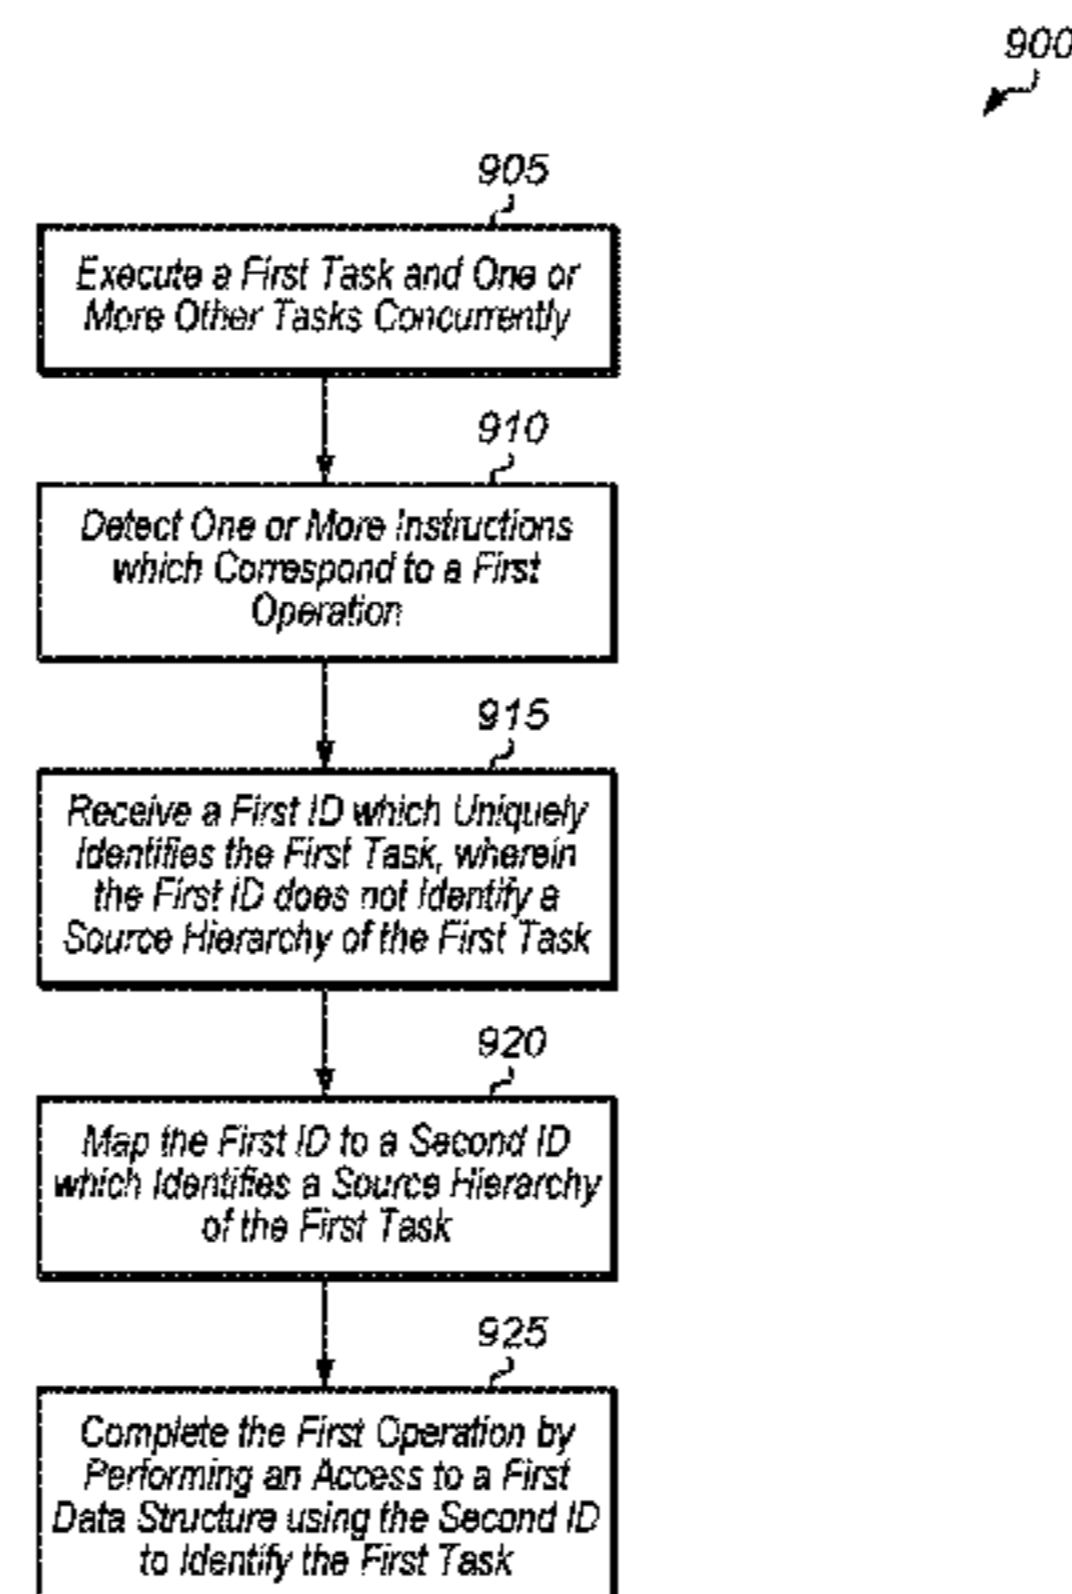 900
905
Execute a First Task and One or
More Other Tasks Concurrently
910
Detect One or More Instructions
which Correspond to a First
Operation
915
Receive a First ID which Uniquely
Identifies the First Task, wherein
the First ID does not Identify a
Source Hierarchy of the First Task
920
Map the First ID to a Second ID
which Identifies a Source Hierarchy
of the First Task
925
Complete the First Operation by
Performing an Access to a First
Data Structure using the Second ID
to Identify the First Task